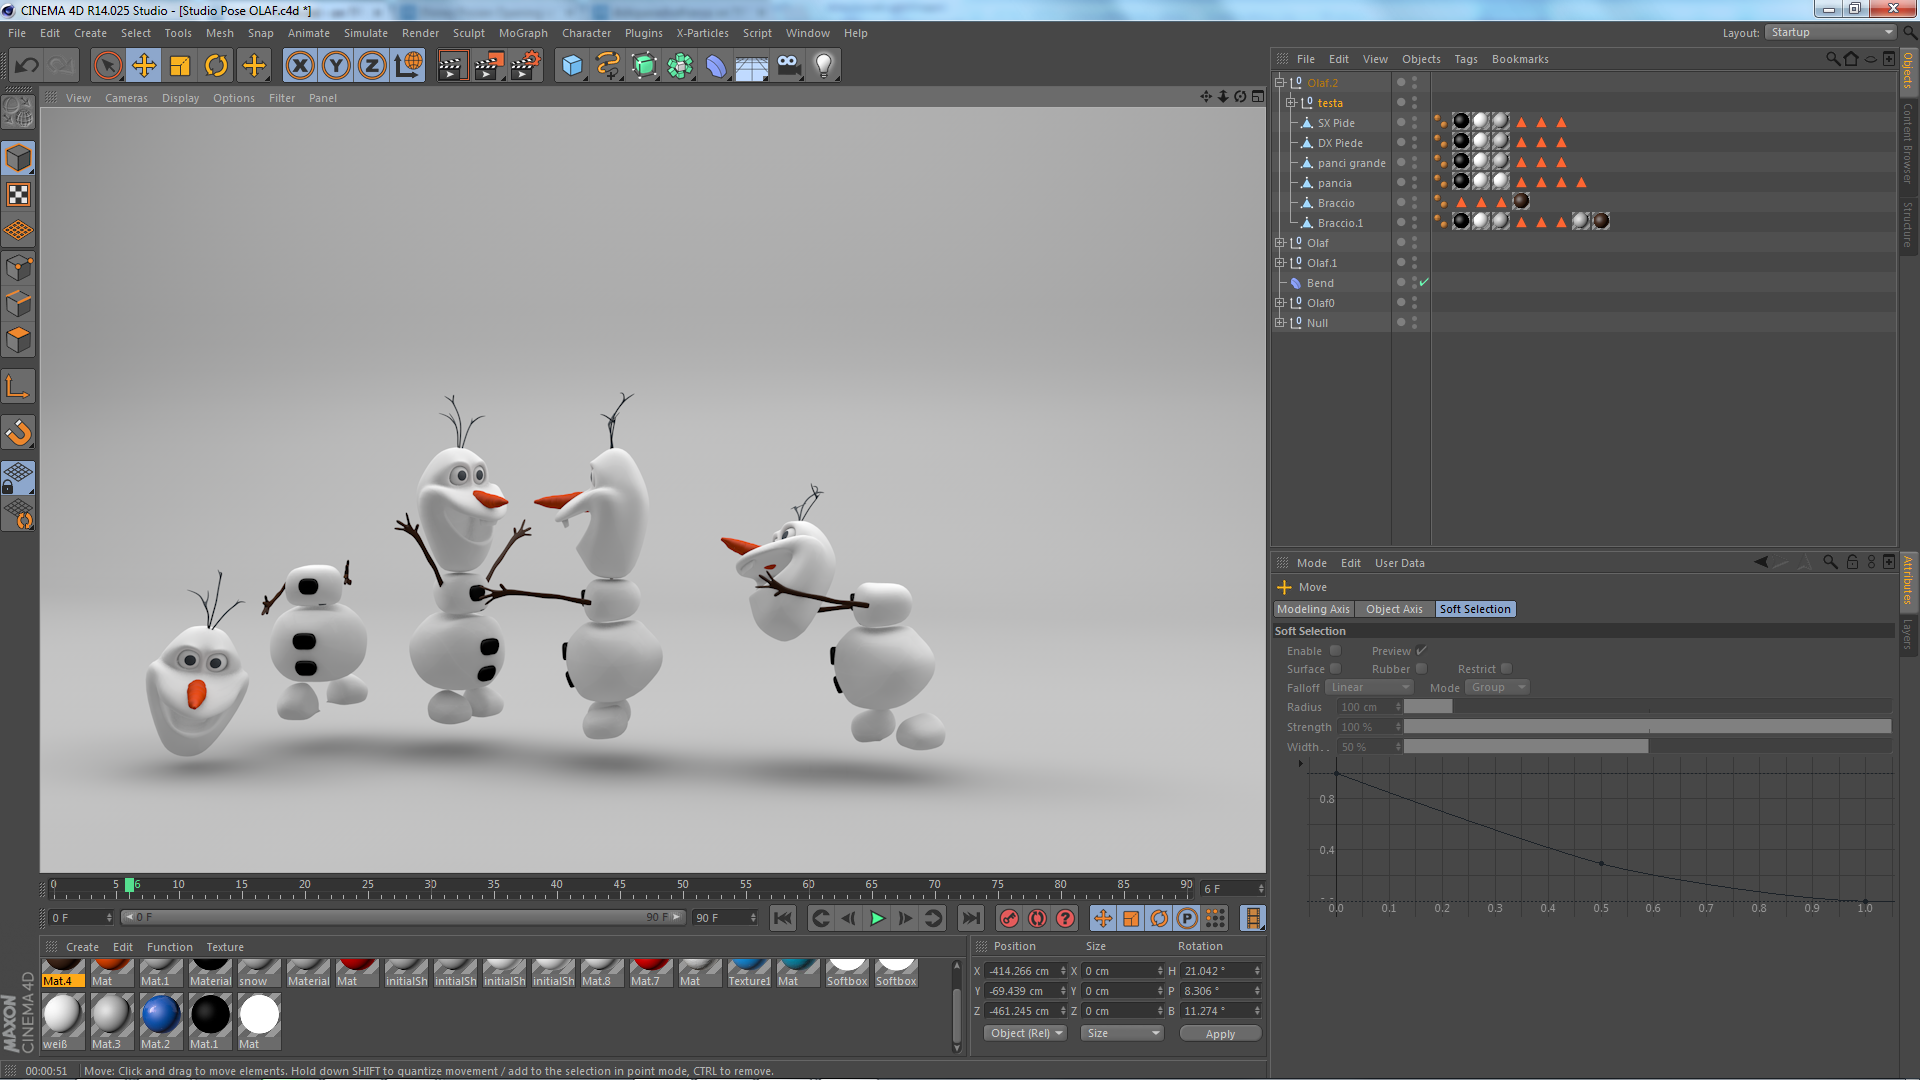 CINEMA 4D R14.025 Studio - [Studio Pose OLAF.c4d *]
File Edit Create Select Tools Mesh Snap Animate Simulate Render Sculpt MoGraph Character Plugins X-Particles Script Window Help
Layout: Startup
View Cameras Display Options Filter Panel
File Edit View Objects Tags Bookmarks
Olaf.2
testa
SX Pide
DX Piede
panci grande
pancia
Braccio
Braccio.1
Olaf
Olaf.1
Bend
Olaf0
Null
Objects
Content Browser
Structure
Mode Edit User Data
Move
Modeling Axis Object Axis Soft Selection
Soft Selection
Enable Preview
Surface Rubber Restrict
Falloff Linear Mode Group
Radius 100 cm
Strength 100 %
Width.. 50 %
0.8
0.4
0.0 0.1 0.2 0.3 0.4 0.5 0.6 0.7 0.8 0.9 1.0
Attributes
Layers
0 5 6 10 15 20 25 30 35 40 45 50 55 60 65 70 75 80 85 90
6 F
0 F 0 F 90 F 90 F
Create Edit Function Texture
Mat.4 Mat Mat.1 Material snow Material Mat initialSh initialSh initialSh initialSh Mat.8 Mat.7 Mat Texture1 Mat Softbox Softbox
weiß Mat.3 Mat.2 Mat.1 Mat
Position Size Rotation
X -414.266 cm X 0 cm H 21.042 °
Y -69.439 cm Y 0 cm P 8.306 °
Z -461.245 cm Z 0 cm B 11.274 °
Object (Rel) Size Apply
MAXON
CINEMA 4D
00:00:51 Move: Click and drag to move elements. Hold down SHIFT to quantize movement / add to the selection in point mode, CTRL to remove.